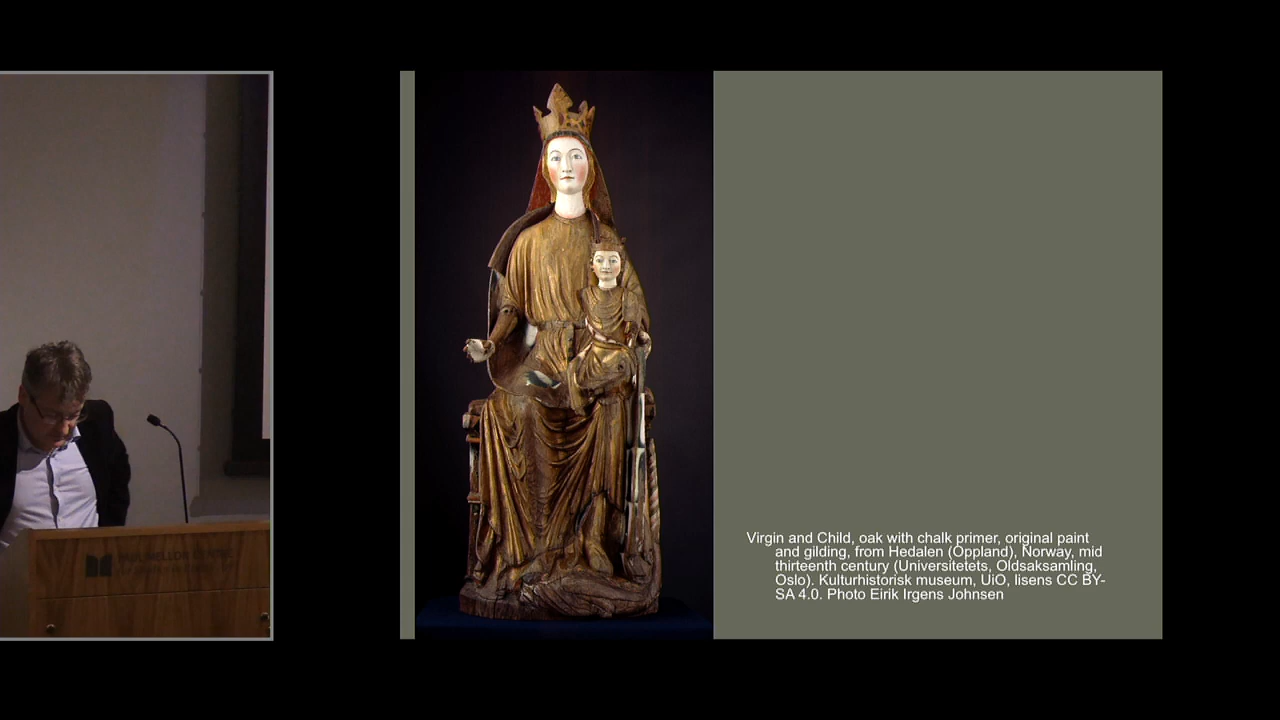 Virgin and Child, oak with chalk primer, original paint
and gilding, from Hedalen (Oppland), Norway, mid
thirteenth century (Universitetets, Oldsaksamling,
Oslo). Kulturhistorisk museum, UiO, lisens CC BY-
SA 4.0. Photo Eirik Irgens Johnsen